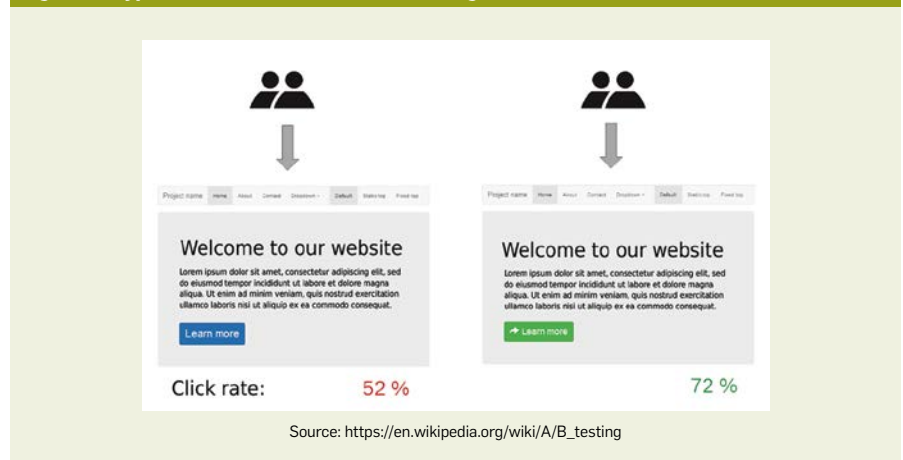 Project name Home About Contact Dropdown Default Static top Fixed top
Welcome to our website
Lorem ipsum dolor sit amet, consectetur adipiscing elit, sed
do eiusmod tempor incididunt ut labore et dolore magna
aliqua. Ut enim ad minim veniam, quis nostrud exercitation
ullamco laboris nisi ut aliquip ex ea commodo consequat.
Learn more
Project name Home About Contact Dropdown Default Static top Fixed top
Welcome to our website
Lorem ipsum dolor sit amet, consectetur adipiscing elit, sed
do eiusmod tempor incididunt ut labore et dolore magna
aliqua. Ut enim ad minim veniam, quis nostrud exercitation
ullamco laboris nisi ut aliquip ex ea commodo consequat.
Learn more
Click rate: 52 % 72 %
Source: https://en.wikipedia.org/wiki/A/B_testing